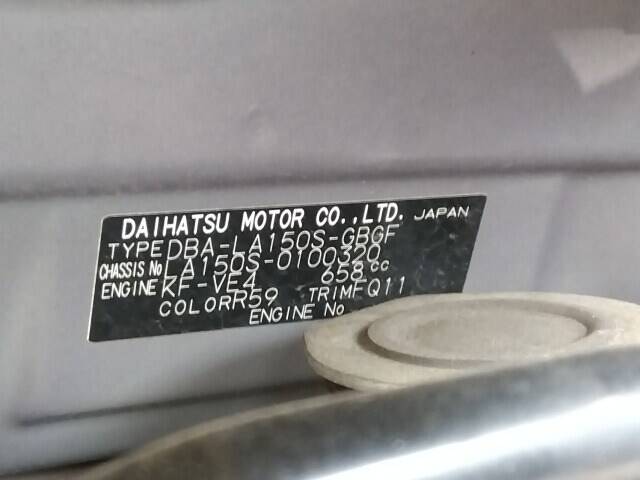 DAIHATSU MOTOR CO.,LTD. JAPAN
TYPE DBA-LA150S-GBGF
CHASSIS No LA150S-0100320
ENGINE KF-VE4 658cc
COLOR R59 TRIM FQ11
ENGINE No